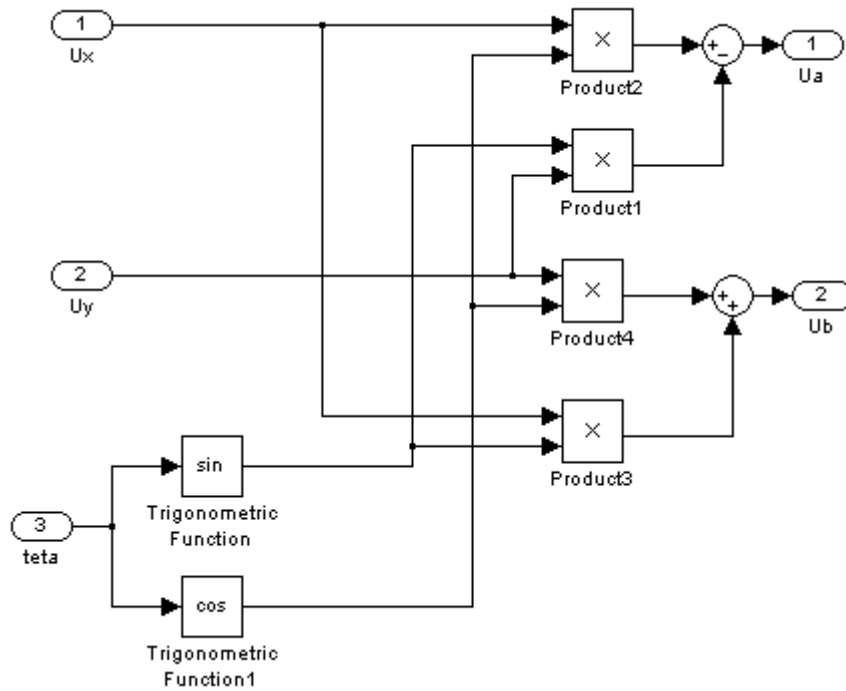 1
Ux
×
Product2
+
−
1
Ua
×
Product1
2
Uy
×
Product4
+
+
2
Ub
×
Product3
sin
Trigonometric
Function
3
teta
cos
Trigonometric
Function1